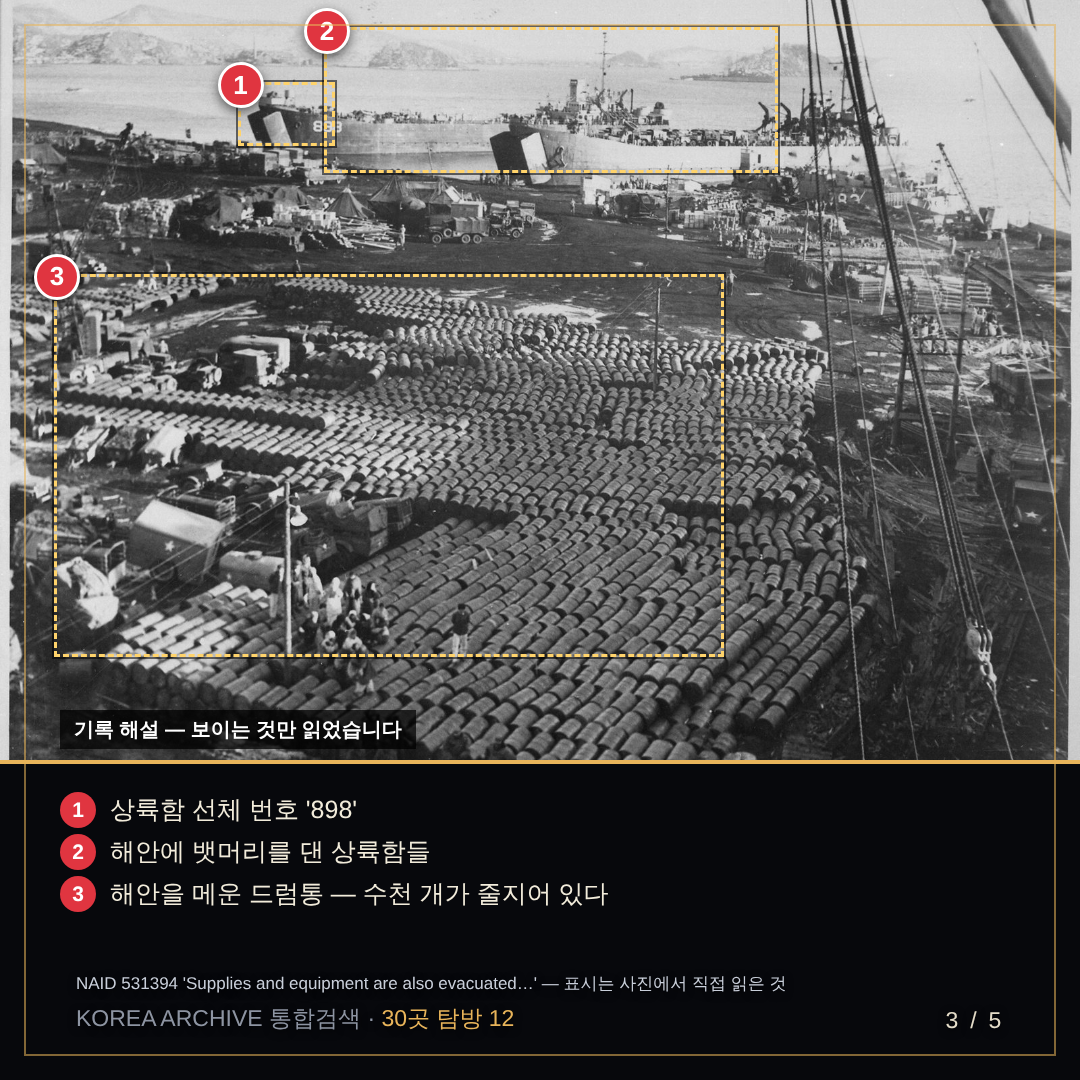 2
1
898
3
기록 해설 — 보이는 것만 읽었습니다
1 상륙함 선체 번호 '898'
2 해안에 뱃머리를 댄 상륙함들
3 해안을 메운 드럼통 — 수천 개가 줄지어 있다
NAID 531394 'Supplies and equipment are also evacuated…' — 표시는 사진에서 직접 읽은 것
KOREA ARCHIVE 통합검색 · 30곳 탐방 12
3 / 5